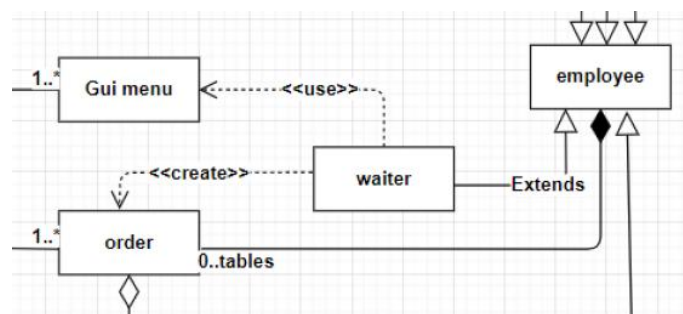 employee
1..*
Gui menu
<<use>>
<<create>>
waiter
Extends
1..*
order
0..tables